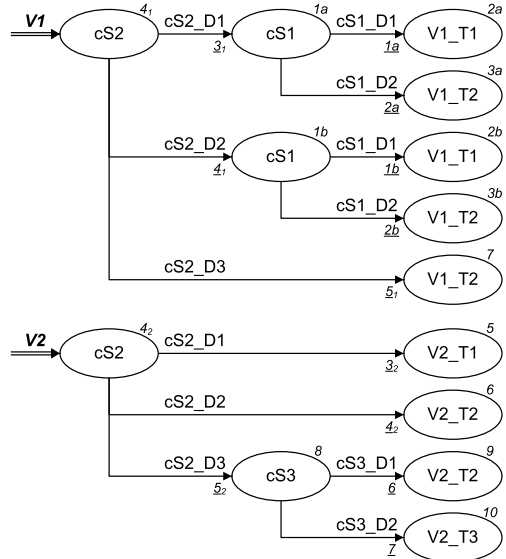 V1
cS2
4₁
cS2_D1
3₁
cS1
1a
cS1_D1
1a
V1_T1
2a
cS1_D2
2a
V1_T2
3a
cS2_D2
4₁
cS1
1b
cS1_D1
1b
V1_T1
2b
cS1_D2
2b
V1_T2
3b
cS2_D3
5₁
V1_T2
7
V2
cS2
4₂
cS2_D1
3₂
V2_T1
5
cS2_D2
4₂
V2_T2
6
cS2_D3
5₂
cS3
8
cS3_D1
6
V2_T2
9
cS3_D2
7
V2_T3
10